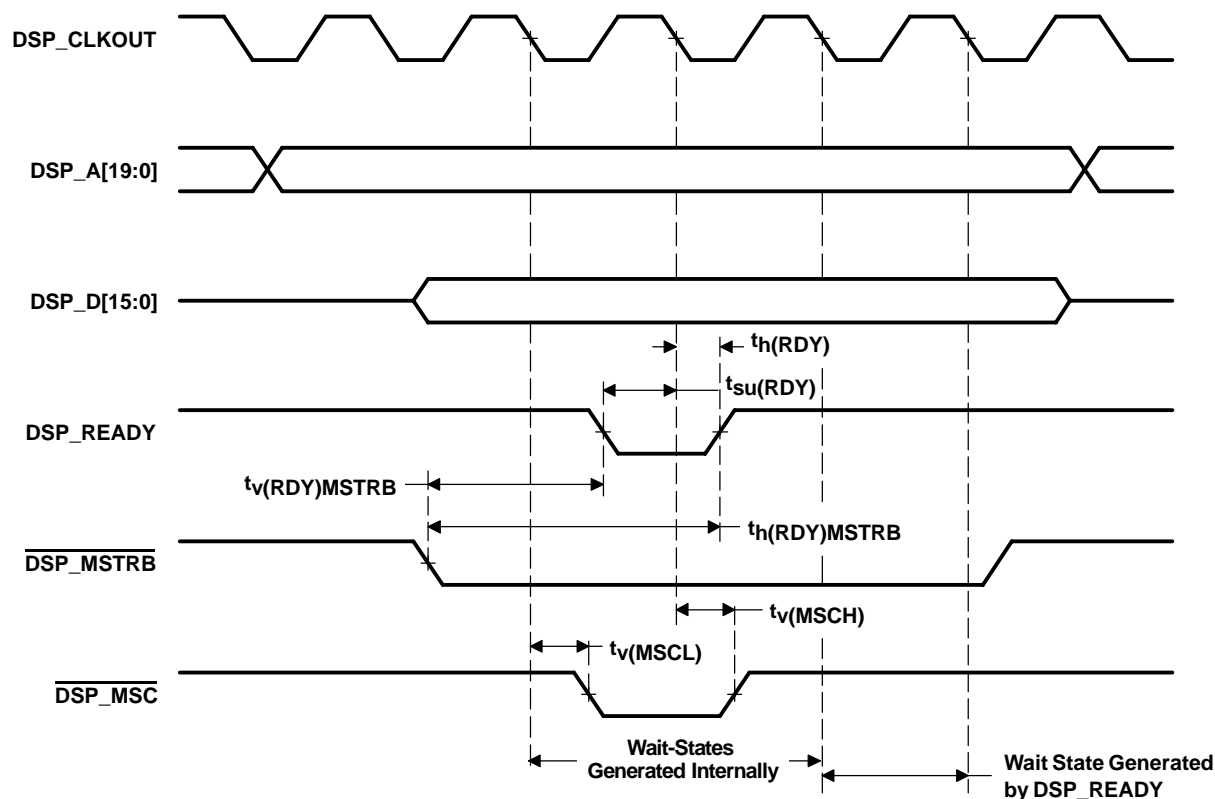 DSP_CLKOUT
DSP_A[19:0]
DSP_D[15:0]
th(RDY)
tsu(RDY)
DSP_READY
tv(RDY)MSTRB
th(RDY)MSTRB
DSP_MSTRB
tv(MSCH)
tv(MSCL)
DSP_MSC
Wait-States
Generated Internally
Wait State Generated
by DSP_READY